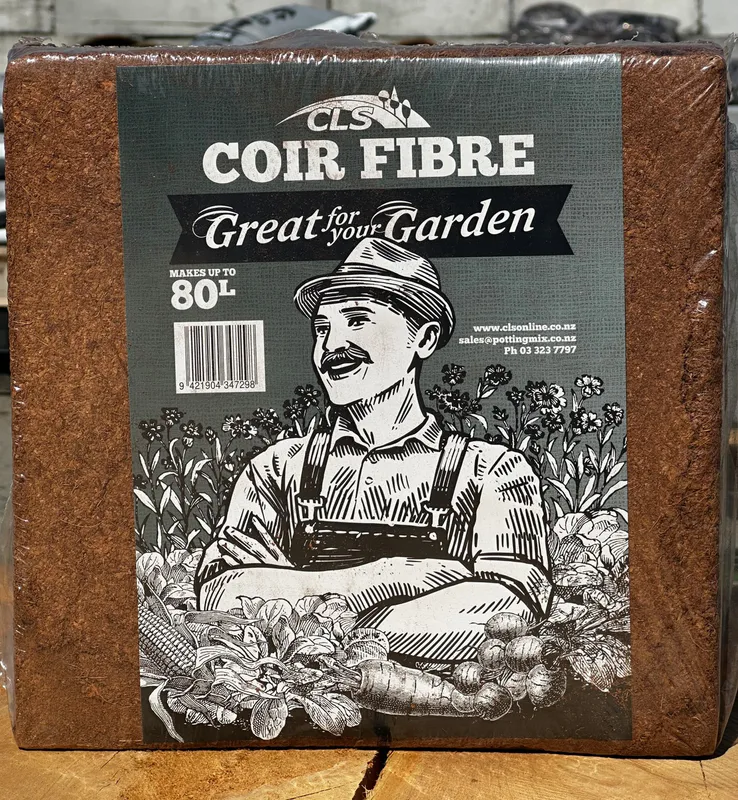 CLS
COIR FIBRE
Great for your Garden
MAKES UP TO
80L
www.clsonline.co.nz
sales@pottingmix.co.nz
Ph 03 323 7797
9 421904 347298